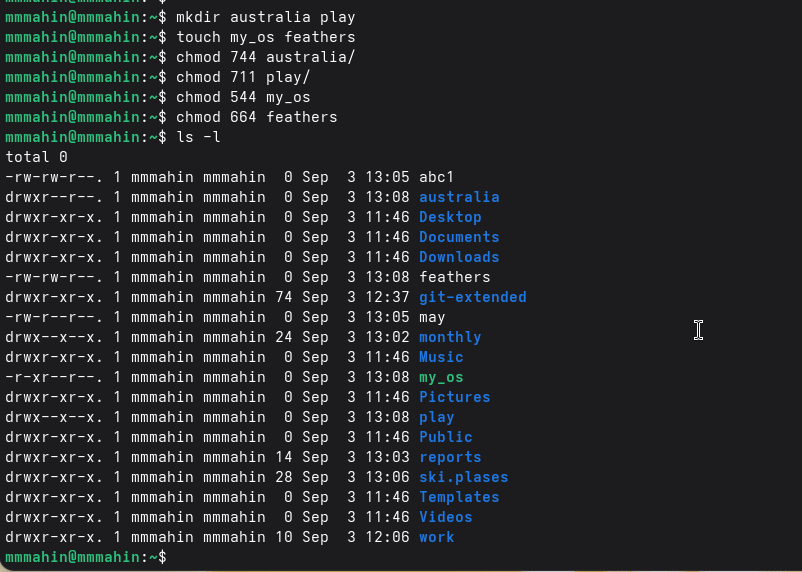 mmmahin@mmmahin:~$ mkdir australia play
mmmahin@mmmahin:~$ touch my_os feathers
mmmahin@mmmahin:~$ chmod 744 australia/
mmmahin@mmmahin:~$ chmod 711 play/
mmmahin@mmmahin:~$ chmod 544 my_os
mmmahin@mmmahin:~$ chmod 664 feathers
mmmahin@mmmahin:~$ ls -l
total 0
-rw-rw-r--. 1 mmmahin mmmahin  0 Sep  3 13:05 abc1
drwxr--r--. 1 mmmahin mmmahin  0 Sep  3 13:08 australia
drwxr-xr-x. 1 mmmahin mmmahin  0 Sep  3 11:46 Desktop
drwxr-xr-x. 1 mmmahin mmmahin  0 Sep  3 11:46 Documents
drwxr-xr-x. 1 mmmahin mmmahin  0 Sep  3 11:46 Downloads
-rw-rw-r--. 1 mmmahin mmmahin  0 Sep  3 13:08 feathers
drwxr-xr-x. 1 mmmahin mmmahin 74 Sep  3 12:37 git-extended
-rw-r--r--. 1 mmmahin mmmahin  0 Sep  3 13:05 may
drwx--x--x. 1 mmmahin mmmahin 24 Sep  3 13:02 monthly
drwxr-xr-x. 1 mmmahin mmmahin  0 Sep  3 11:46 Music
-r-xr--r--. 1 mmmahin mmmahin  0 Sep  3 13:08 my_os
drwxr-xr-x. 1 mmmahin mmmahin  0 Sep  3 11:46 Pictures
drwx--x--x. 1 mmmahin mmmahin  0 Sep  3 13:08 play
drwxr-xr-x. 1 mmmahin mmmahin  0 Sep  3 11:46 Public
drwxr-xr-x. 1 mmmahin mmmahin 14 Sep  3 13:03 reports
drwxr-xr-x. 1 mmmahin mmmahin 28 Sep  3 13:06 ski.plases
drwxr-xr-x. 1 mmmahin mmmahin  0 Sep  3 11:46 Templates
drwxr-xr-x. 1 mmmahin mmmahin  0 Sep  3 11:46 Videos
drwxr-xr-x. 1 mmmahin mmmahin 10 Sep  3 12:06 work
mmmahin@mmmahin:~$